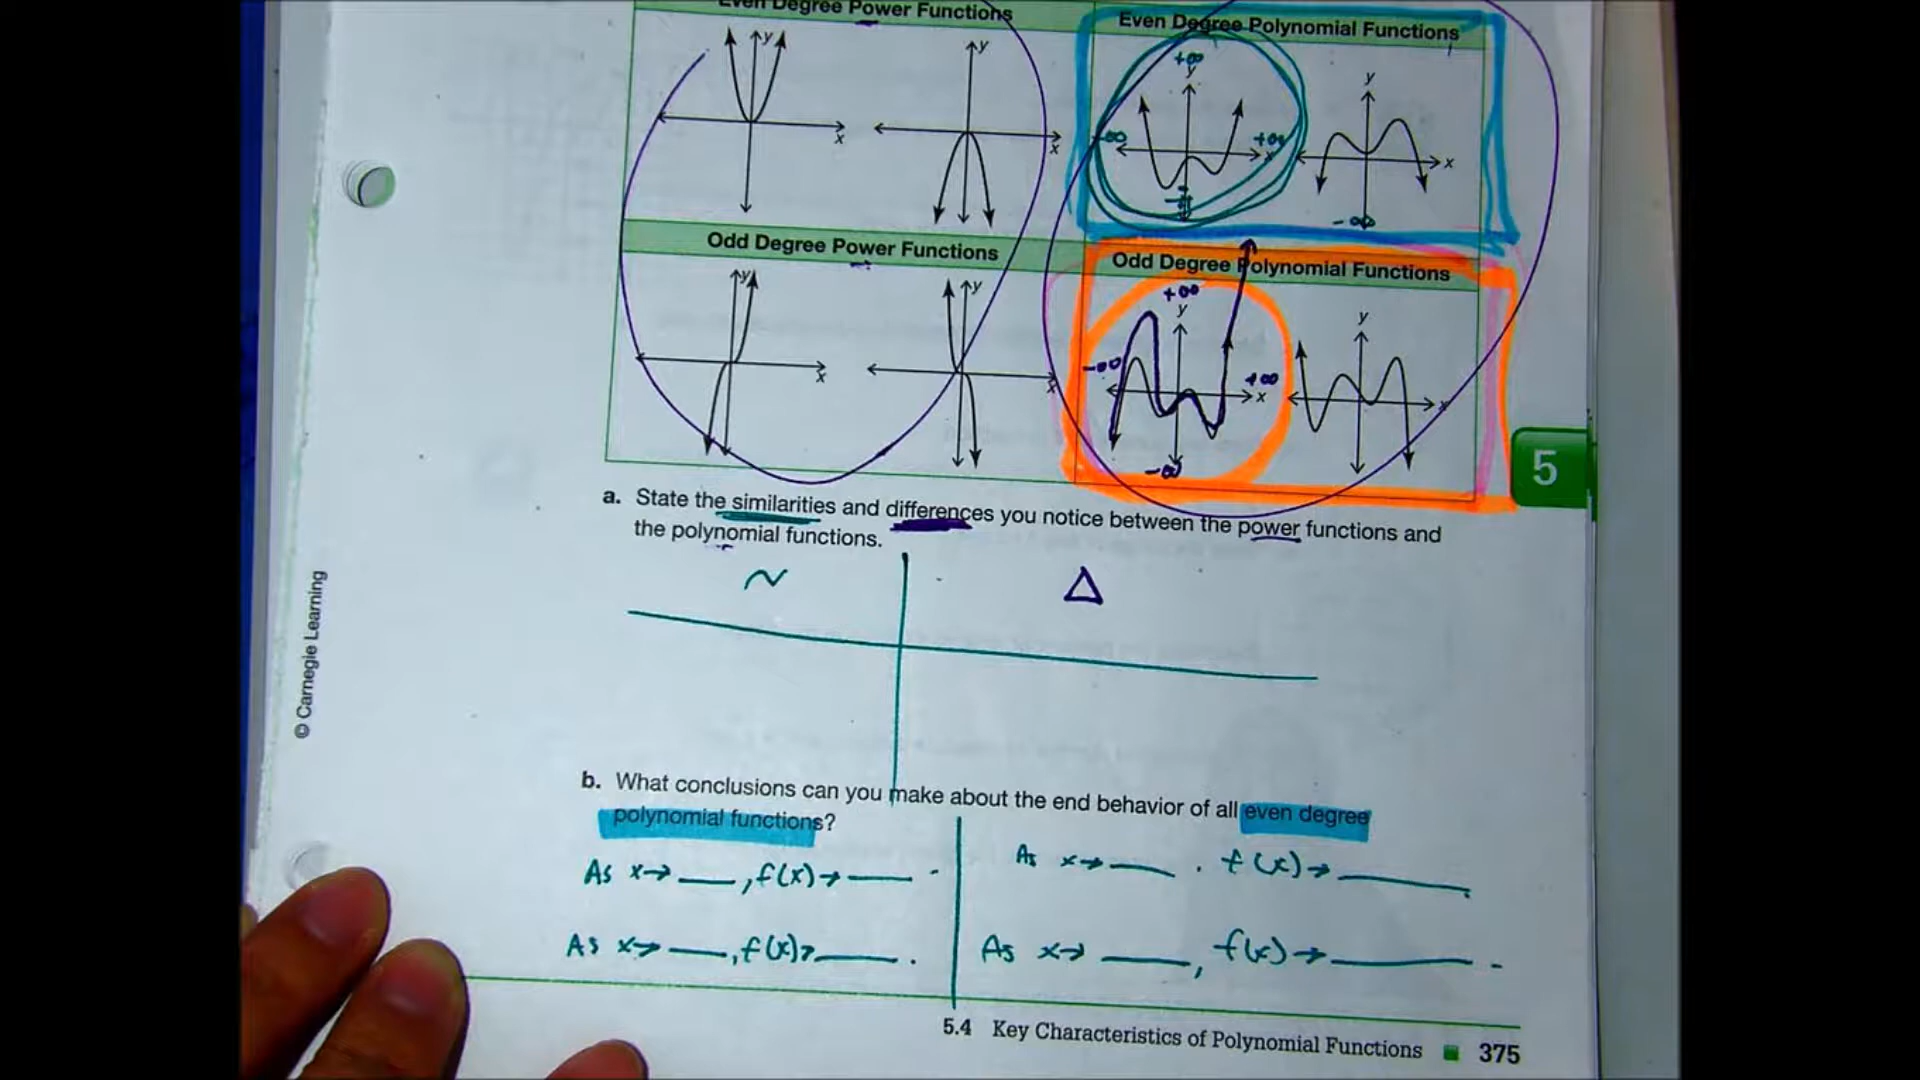 Even Degree Power Functions
Even Degree Polynomial Functions
y
y
+∞
y
y
x
x
-∞
+∞
x
x
-∞
Odd Degree Power Functions
Odd Degree Polynomial Functions
y
y
+∞
y
y
x
x
-∞
+∞
x
x
-∞
5
a. State the similarities and differences you notice between the power functions and
the polynomial functions.
~
Δ
© Carnegie Learning
b. What conclusions can you make about the end behavior of all even degree
polynomial functions?
As x→ ___, f(x)→ ___.
As x→ ___, f(x)→ ___.
As x→ ___, f(x)→ ___.
As x→ ___, f(x)→ ___.
5.4 Key Characteristics of Polynomial Functions ■ 375